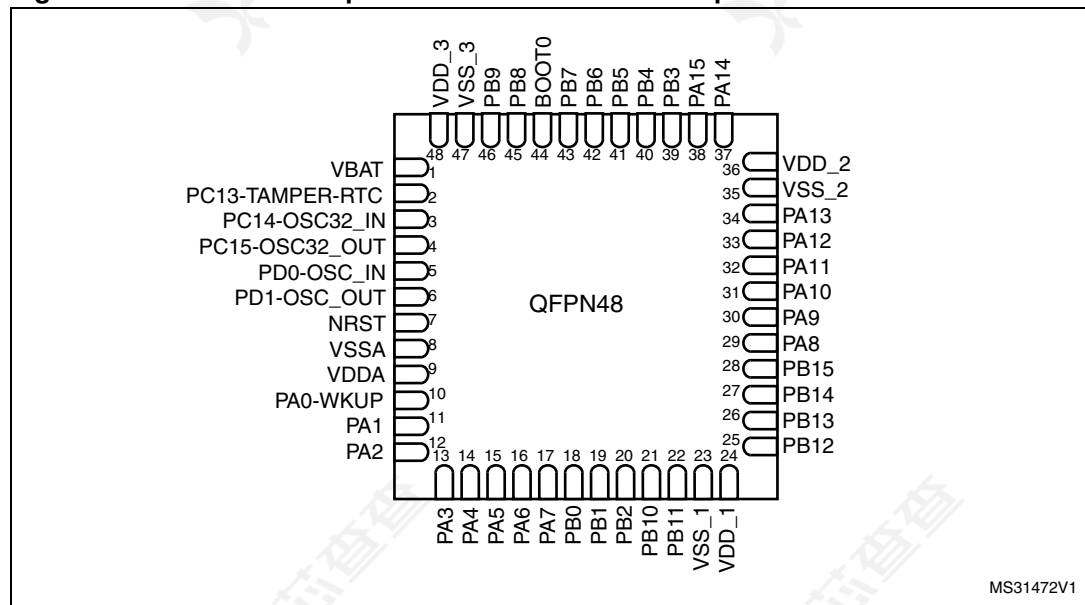 VDD_3
VSS_3
PB9
PB8
BOOT0
PB7
PB6
PB5
PB4
PB3
PA15
PA14
48 47 46 45 44 43 42 41 40 39 38 37
VBAT 1
PC13-TAMPER-RTC 2
PC14-OSC32_IN 3
PC15-OSC32_OUT 4
PD0-OSC_IN 5
PD1-OSC_OUT 6
NRST 7
VSSA 8
VDDA 9
PA0-WKUP 10
PA1 11
PA2 12
QFPN48
36 VDD_2
35 VSS_2
34 PA13
33 PA12
32 PA11
31 PA10
30 PA9
29 PA8
28 PB15
27 PB14
26 PB13
25 PB12
13 14 15 16 17 18 19 20 21 22 23 24
PA3
PA4
PA5
PA6
PA7
PB0
PB1
PB2
PB10
PB11
VSS_1
VDD_1
MS31472V1